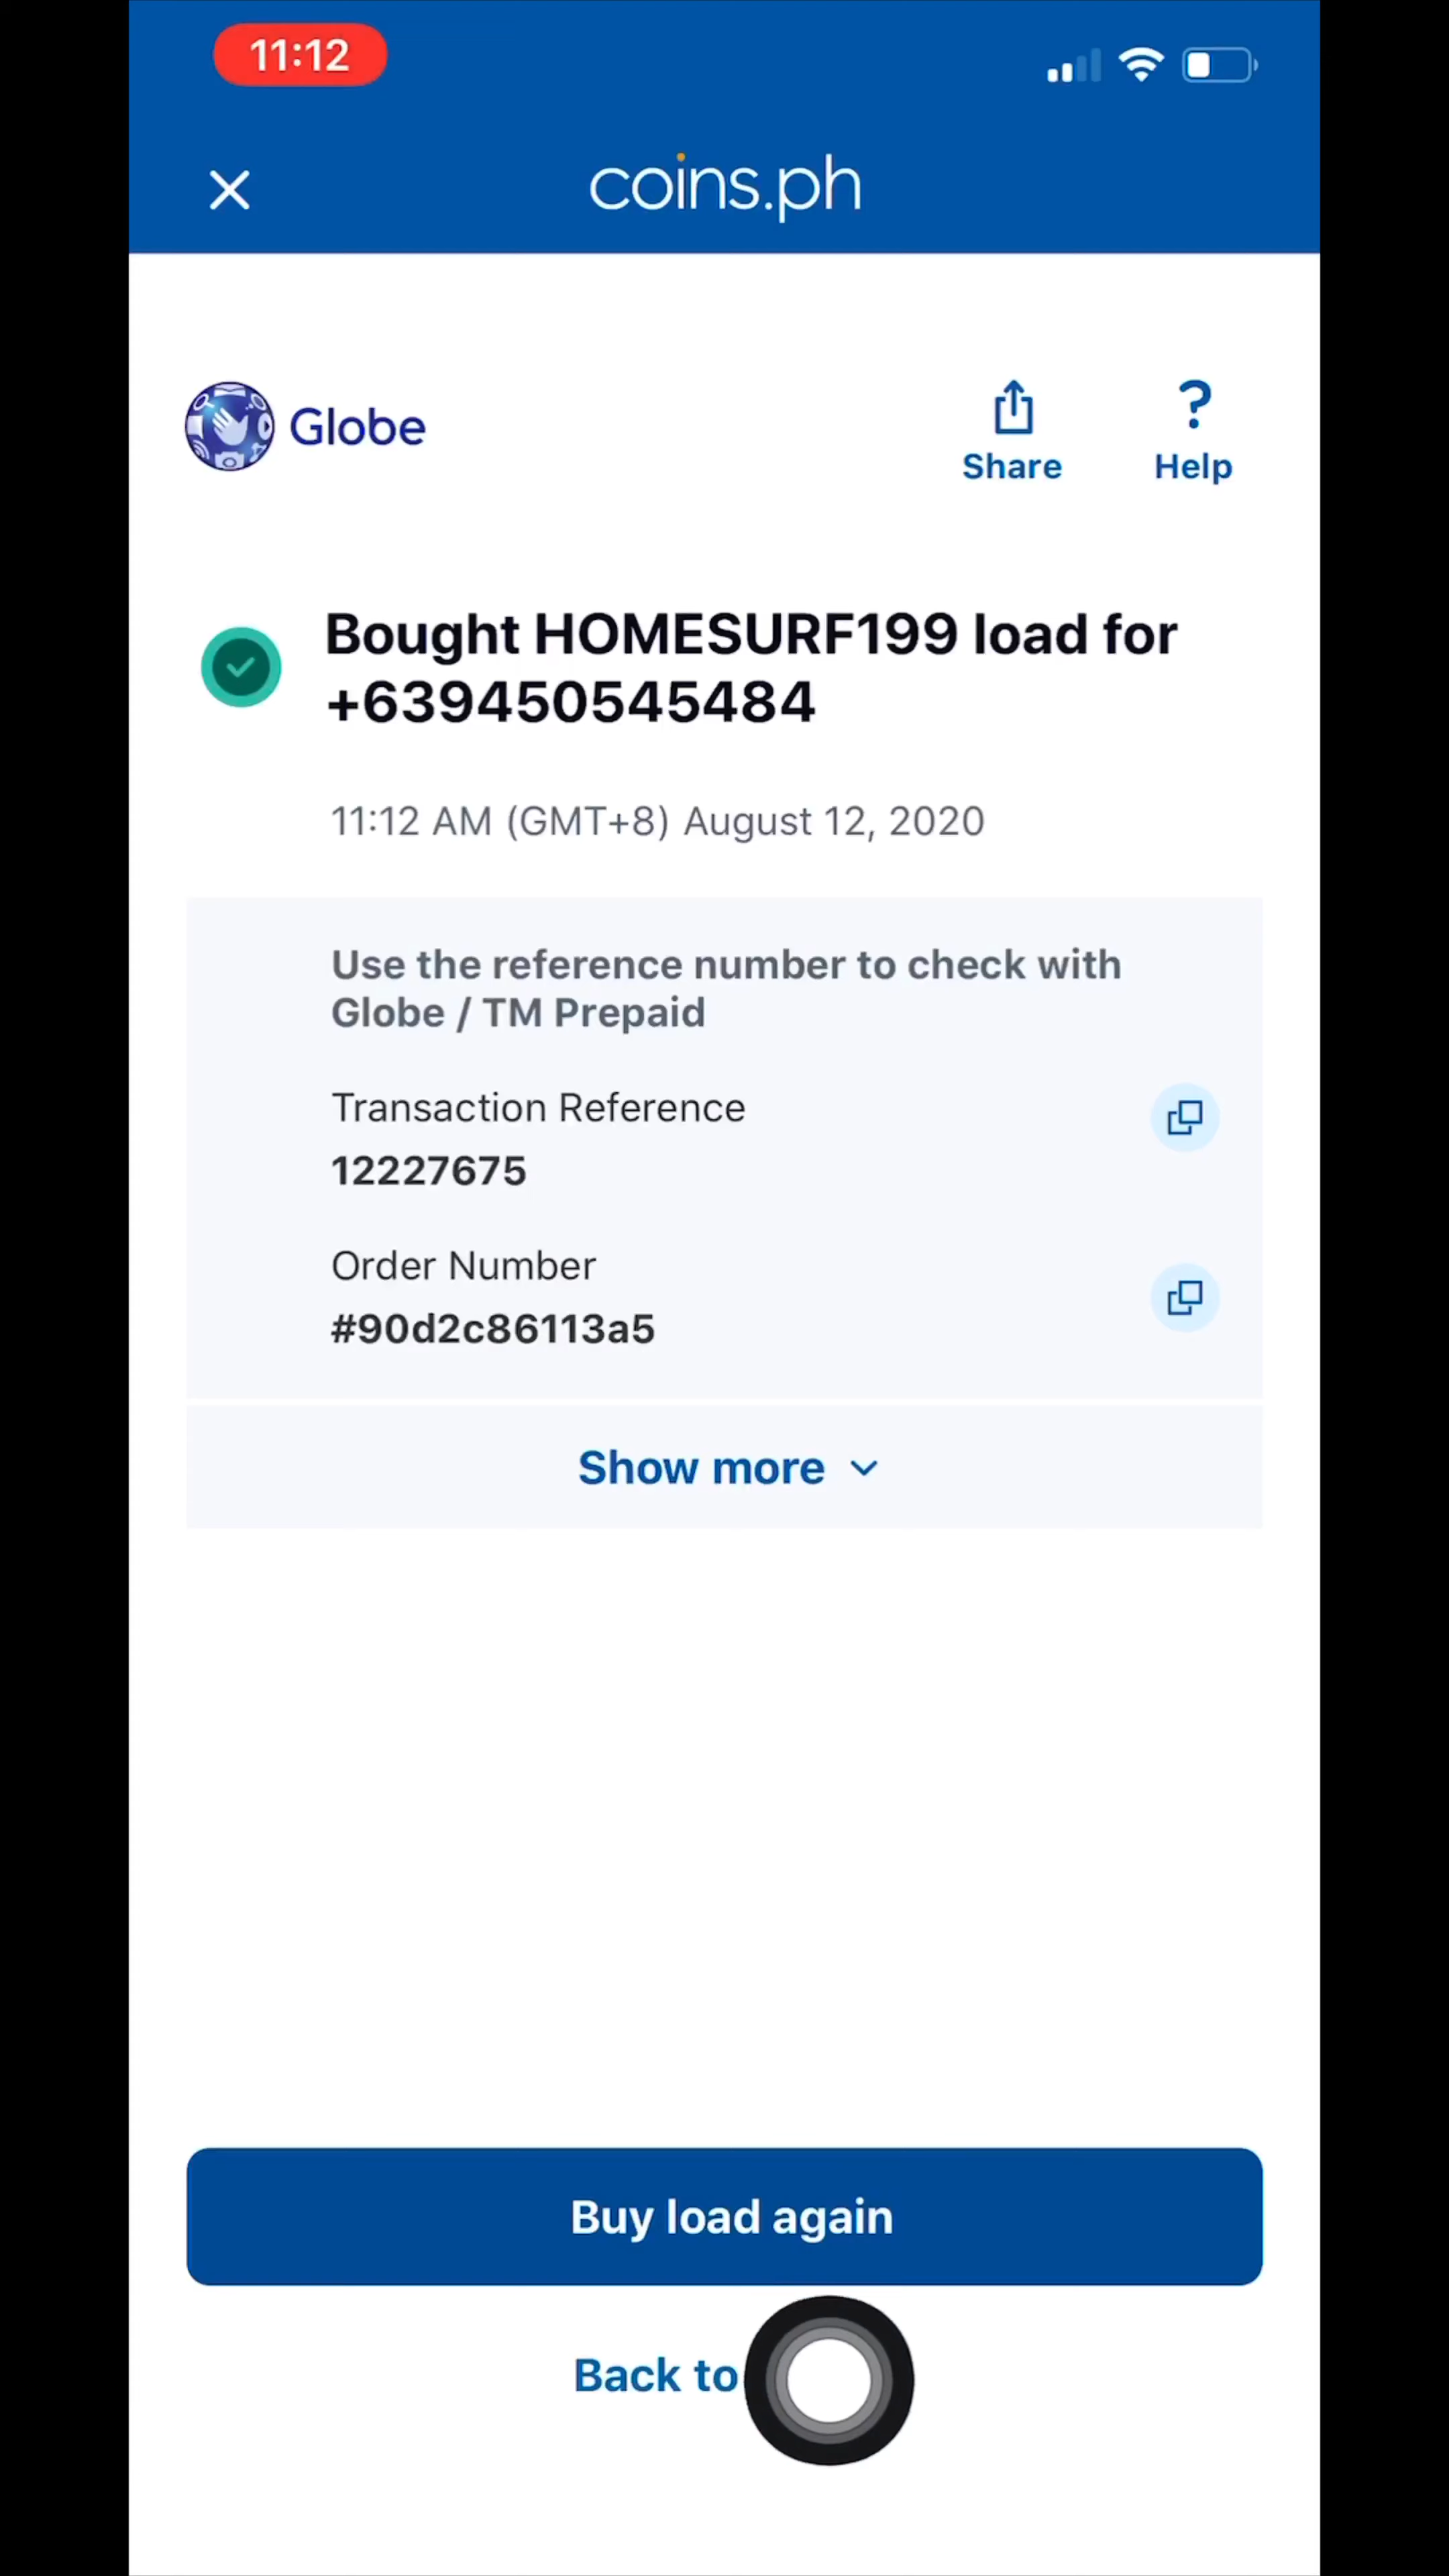 11:12
coins.ph
Globe
Share
?
Help
Bought HOMESURF199 load for
+639450545484
11:12 AM (GMT+8) August 12, 2020
Use the reference number to check with
Globe / TM Prepaid
Transaction Reference
12227675
Order Number
#90d2c86113a5
Show more
Buy load again
Back to